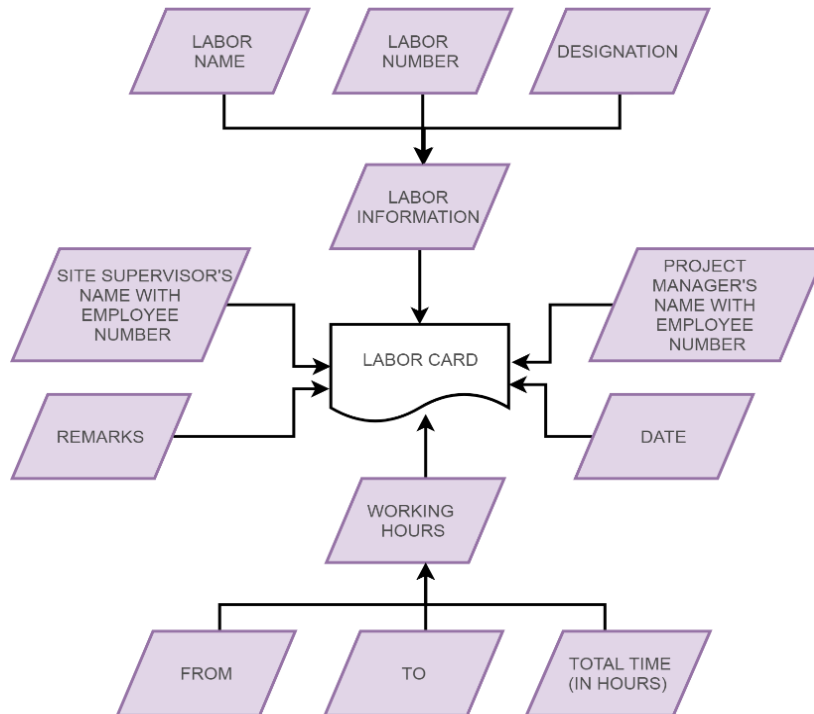 LABOR
NAME
LABOR
NUMBER
DESIGNATION
LABOR
INFORMATION
SITE SUPERVISOR'S
NAME WITH
EMPLOYEE
NUMBER
PROJECT
MANAGER'S
NAME WITH
EMPLOYEE
NUMBER
LABOR CARD
REMARKS
DATE
WORKING
HOURS
FROM
TO
TOTAL TIME
(IN HOURS)